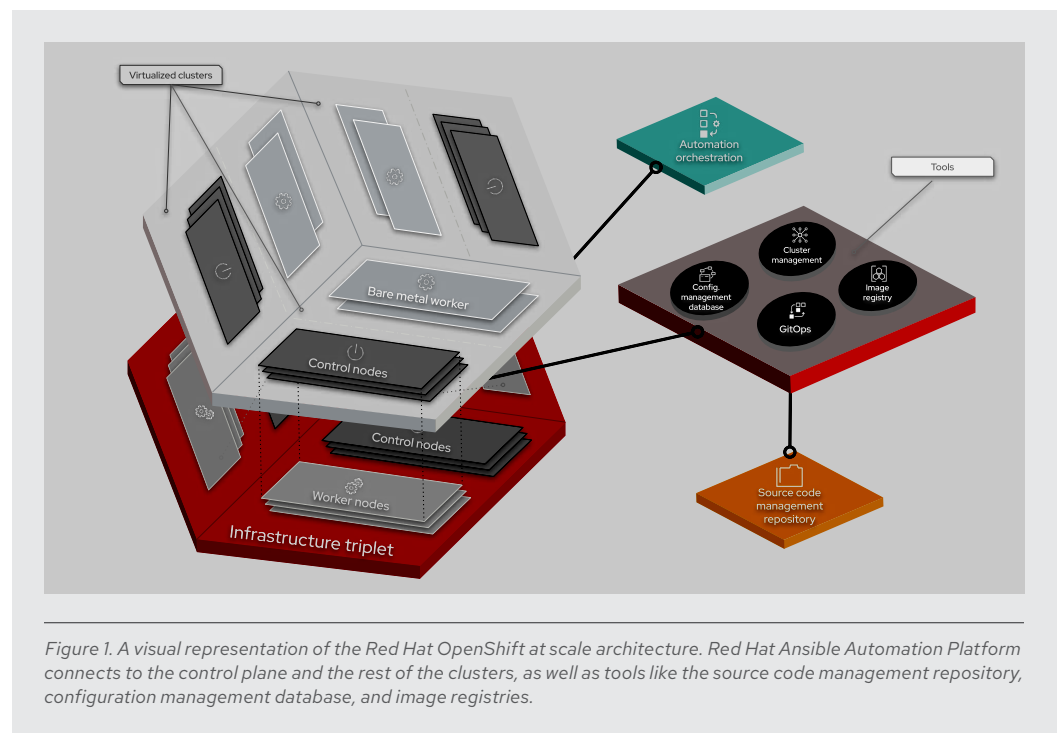 Virtualized clusters
Automation
orchestration
Tools
Cluster
management
Config.
management
database
Image
registry
GitOps
Bare metal worker
Control nodes
Control nodes
Worker nodes
Infrastructure triplet
Source code
management
repository
Figure 1. A visual representation of the Red Hat OpenShift at scale architecture. Red Hat Ansible Automation Platform
connects to the control plane and the rest of the clusters, as well as tools like the source code management repository,
configuration management database, and image registries.